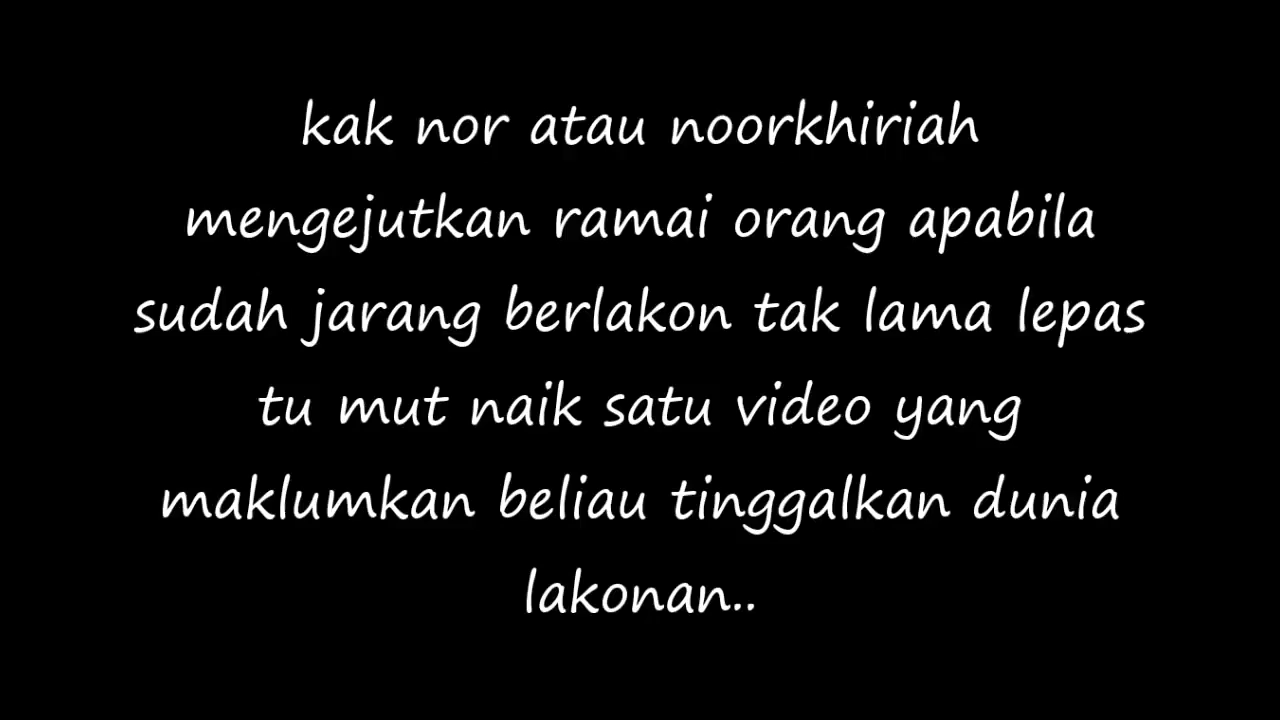 kak nor atau noorkhiriah
mengejutkan ramai orang apabila
sudah jarang berlakon tak lama lepas
tu mut naik satu video yang
maklumkan beliau tinggalkan dunia
lakonan..